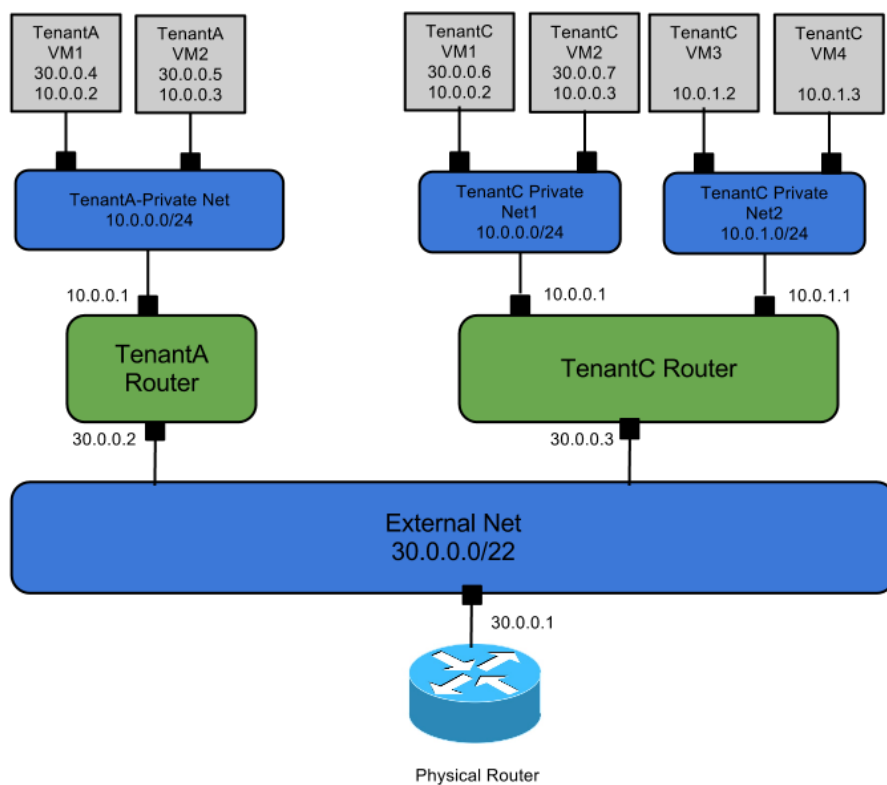 TenantA
VM1
30.0.0.4
10.0.0.2
TenantA
VM2
30.0.0.5
10.0.0.3
TenantC
VM1
30.0.0.6
10.0.0.2
TenantC
VM2
30.0.0.7
10.0.0.3
TenantC
VM3
10.0.1.2
TenantC
VM4
10.0.1.3
TenantA-Private Net
10.0.0.0/24
TenantC Private
Net1
10.0.0.0/24
TenantC Private
Net2
10.0.1.0/24
10.0.0.1
10.0.0.1
10.0.1.1
TenantA
Router
TenantC Router
30.0.0.2
30.0.0.3
External Net
30.0.0.0/22
30.0.0.1
Physical Router